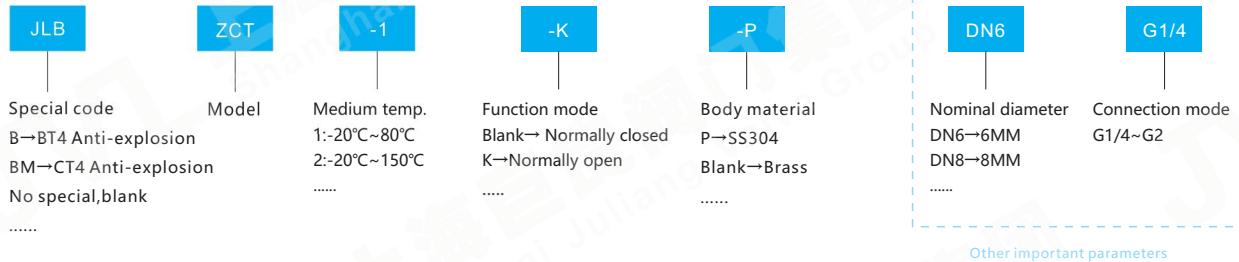 JLB
ZCT
-1
-K
-P
DN6
G1/4
Special code
B→BT4 Anti-explosion
BM→CT4 Anti-explosion
No special,blank
......
Model
Medium temp.
1:-20℃~80℃
2:-20℃~150℃
......
Function mode
Blank→ Normally closed
K→Normally open
.....
Body material
P→SS304
Blank→Brass
......
Nominal diameter
DN6→6MM
DN8→8MM
......
Connection mode
G1/4~G2
Other important parameters